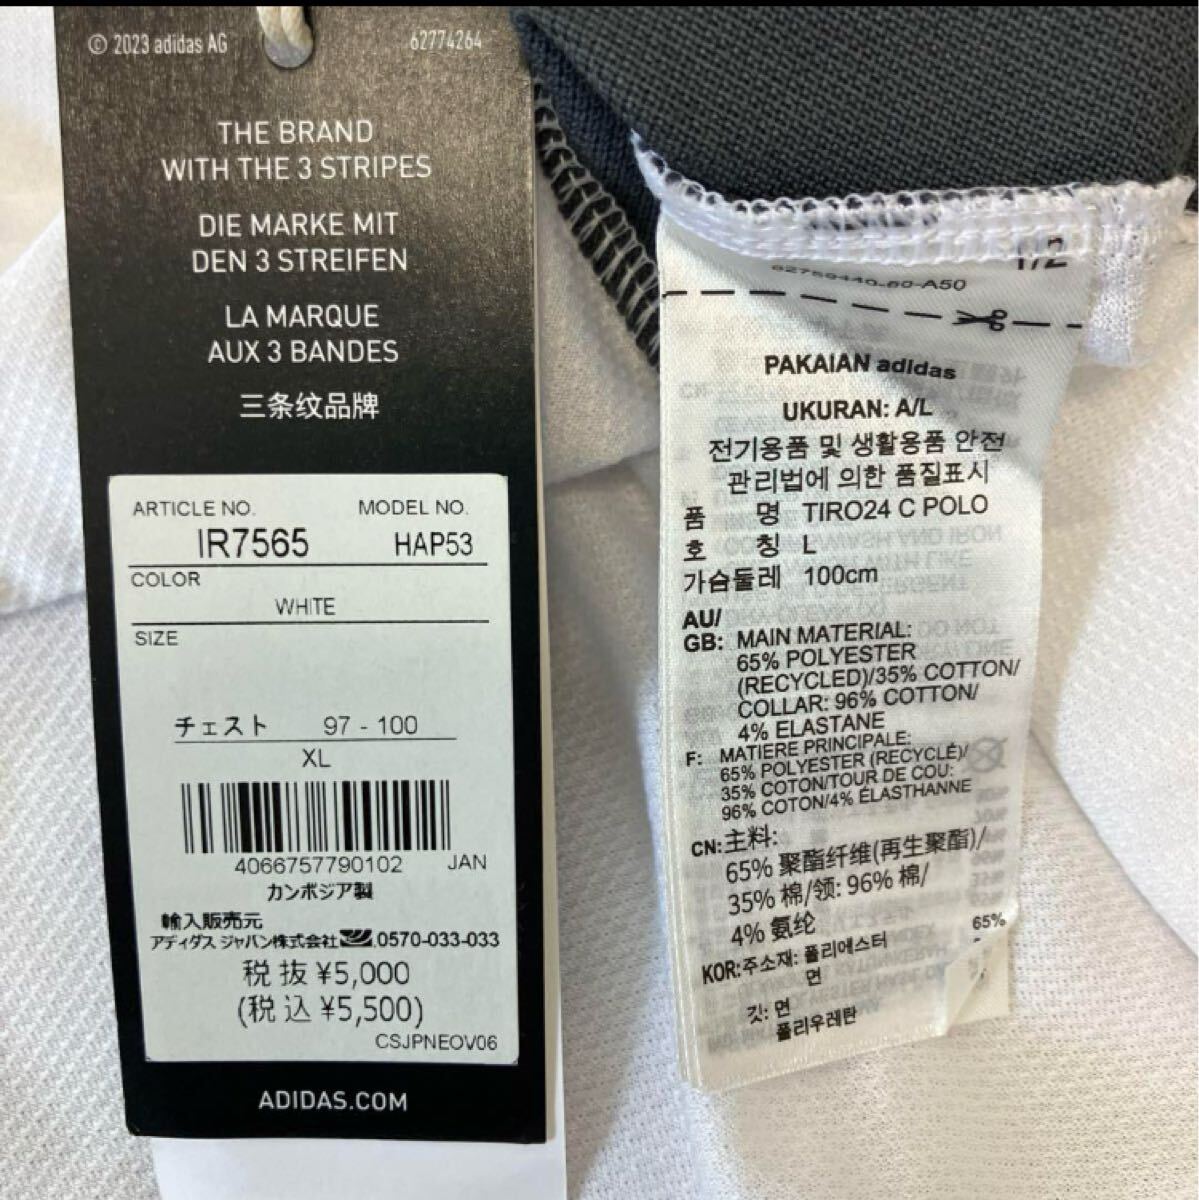 © 2023 adidas AG
62774264
THE BRAND
WITH THE 3 STRIPES
DIE MARKE MIT
DEN 3 STREIFEN
LA MARQUE
AUX 3 BANDES
三条纹品牌
ARTICLE NO. MODEL NO.
IR7565 HAP53
COLOR
WHITE
SIZE
チェスト 97 - 100
XL
4066757790102 JAN
カンボジア製
輸入販売元
アディダス ジャパン株式会社 0570-033-033
税抜 ¥5,000
(税込 ¥5,500)
CSJPNEOV06
ADIDAS.COM
1/2
PAKAIAN adidas
UKURAN: A/L
전기용품 및 생활용품 안전
관리법에 의한 품질표시
품 명 TIRO24 C POLO
호 칭 L
가슴둘레 100cm
AU/
GB: MAIN MATERIAL:
65% POLYESTER
(RECYCLED)/35% COTTON/
COLLAR: 96% COTTON/
4% ELASTANE
F: MATIERE PRINCIPALE:
65% POLYESTER (RECYCLÉ)/
35% COTON/TOUR DE COU:
96% COTON/4% ÉLASTHANNE
CN: 主料:
65% 聚酯纤维(再生聚酯)/
35% 棉/领: 96% 棉/
4% 氨纶
KOR: 주소재: 폴리에스터 65%
면
깃: 면
폴리우레탄